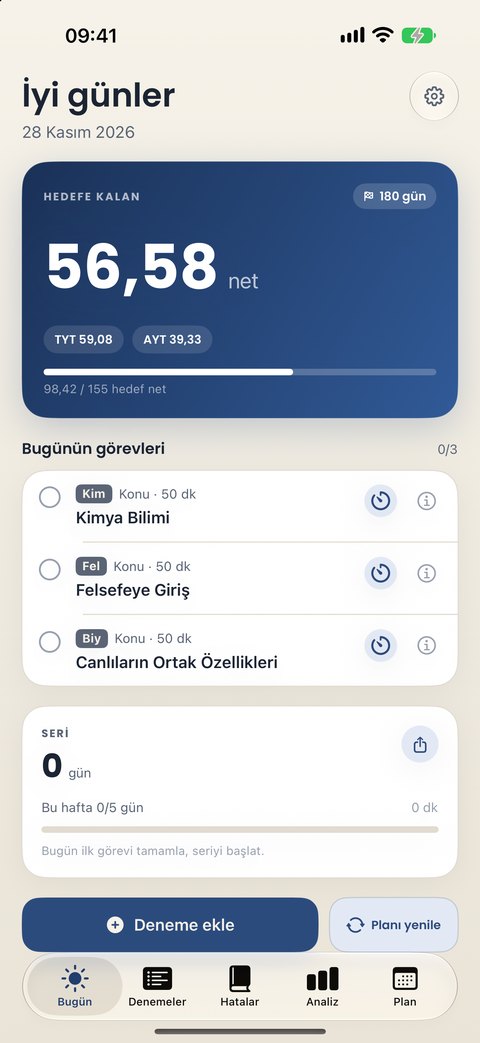 09:41
İyi günler
28 Kasım 2026
HEDEFE KALAN
180 gün
56,58 net
TYT 59,08
AYT 39,33
98,42 / 155 hedef net
Bugünün görevleri
0/3
Kim Konu · 50 dk
Kimya Bilimi
Fel Konu · 50 dk
Felsefeye Giriş
Biy Konu · 50 dk
Canlıların Ortak Özellikleri
SERİ
0 gün
Bu hafta 0/5 gün
0 dk
Bugün ilk görevi tamamla, seriyi başlat.
Deneme ekle
Planı yenile
Bugün
Denemeler
Hatalar
Analiz
Plan